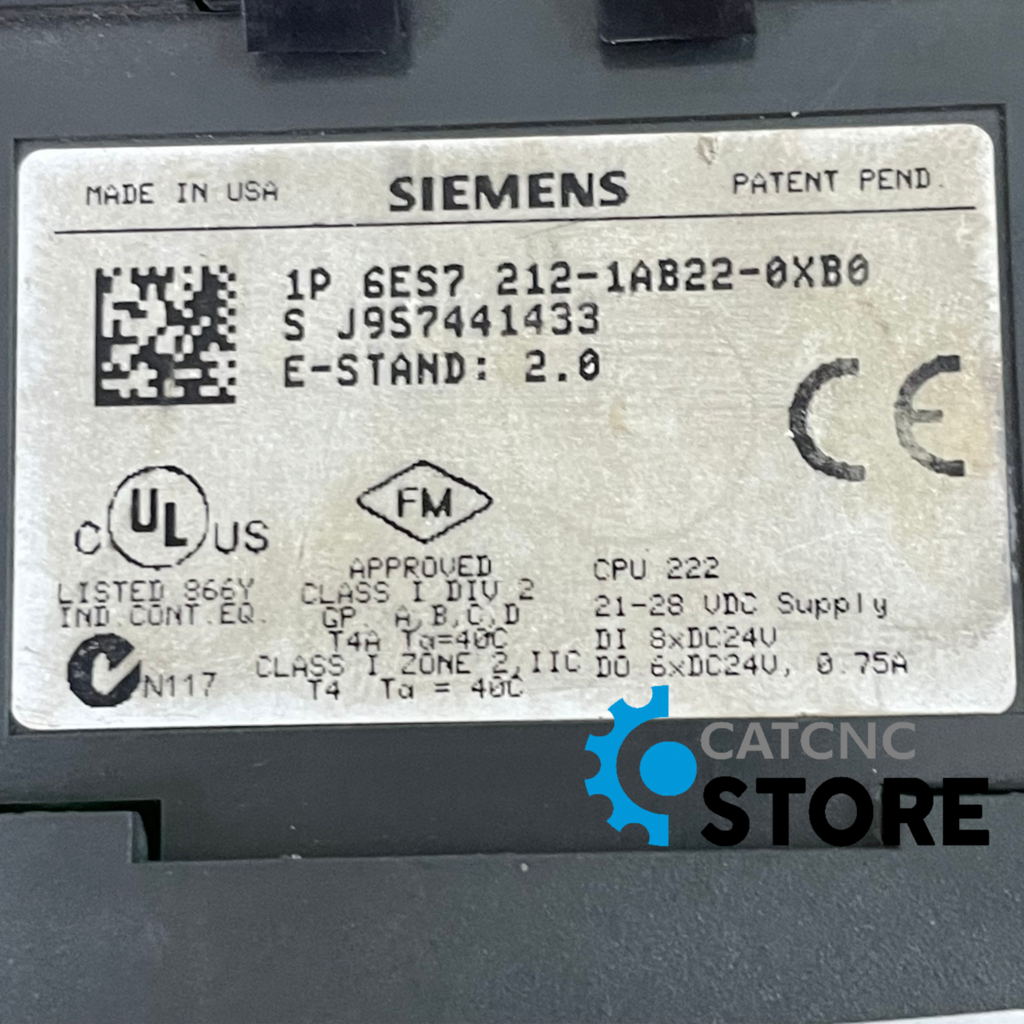 MADE IN USA SIEMENS PATENT PEND.
1P 6ES7 212-1AB22-0XB0
S J9S7441433
E-STAND: 2.0
CE
C UL US
LISTED 966Y
IND.CONT.EQ.
N117
FM
APPROVED
CLASS I DIV 2
GP. A,B,C,D
T4A Ta=40C
CLASS I ZONE 2,IIC
T4 Ta = 40C
CPU 222
21-28 VDC Supply
DI 8xDC24V
DO 6xDC24V, 0.75A
CATCNC
STORE